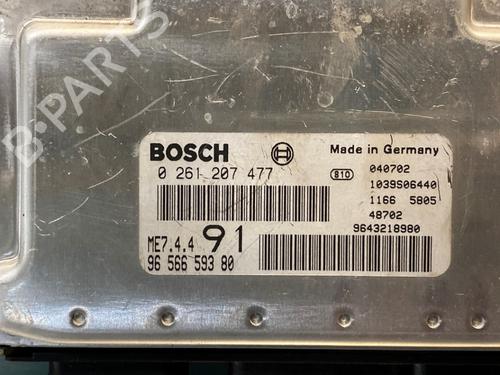 B-PARTS
BOSCH
Made in Germany
0 261 207 477
810
040702
1039S06440
1166 5805
48702
9643218980
ME7.4.4 91
96 566 593 80